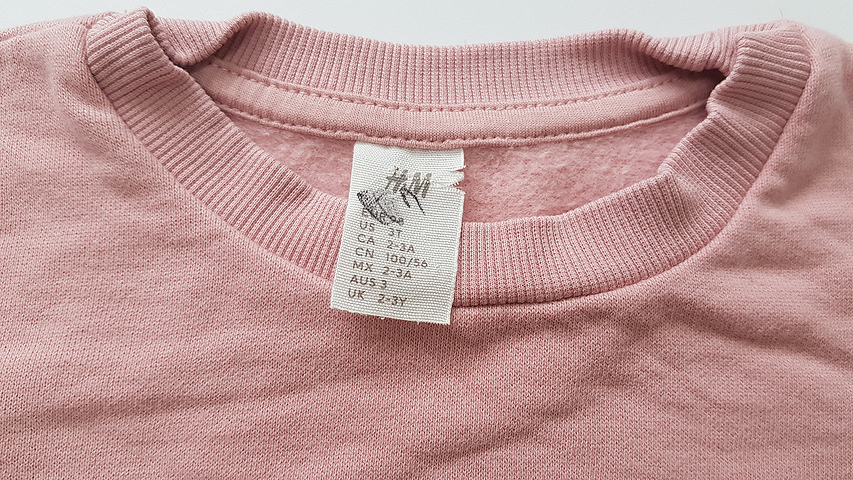 H&M
US 3T
CA 2-3A
CN 100/56
MX 2-3A
AUS 3
UK 2-3Y